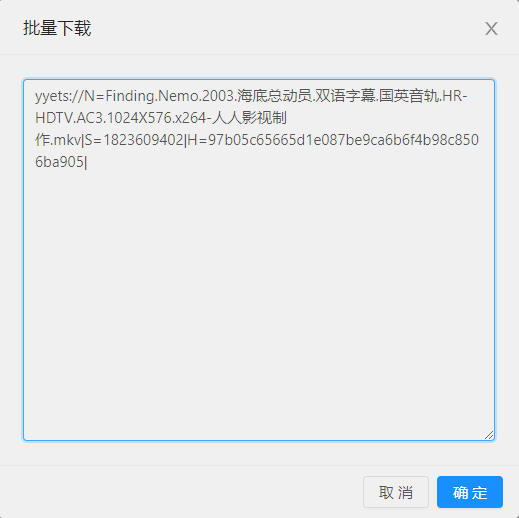 批量下载
yyets://N=Finding.Nemo.2003.海底总动员.双语字幕.国英音轨.HR-
HDTV.AC3.1024X576.x264-人人影视制
作.mkv|S=1823609402|H=97b05c65665d1e087be9ca6b6f4b98c850
6ba905|
取 消
确 定